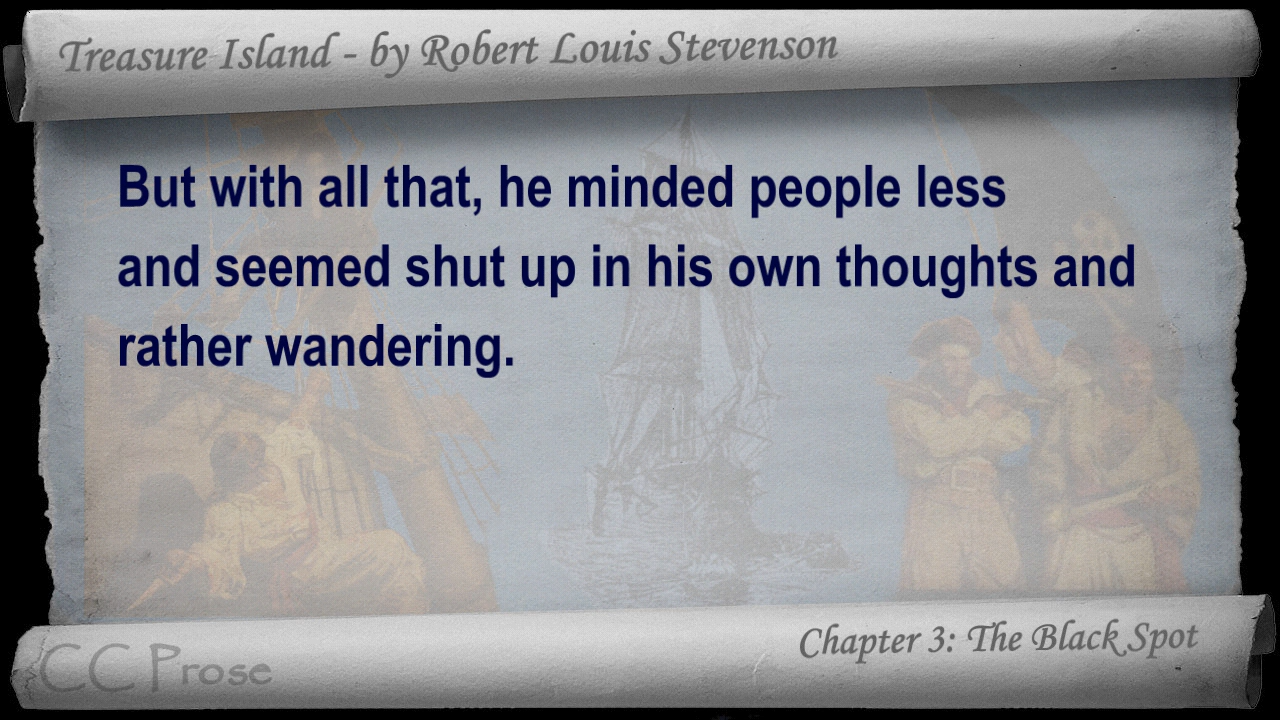 Treasure Island - by Robert Louis Stevenson
But with all that, he minded people less
and seemed shut up in his own thoughts and
rather wandering.
Chapter 3: The Black Spot
CC Prose